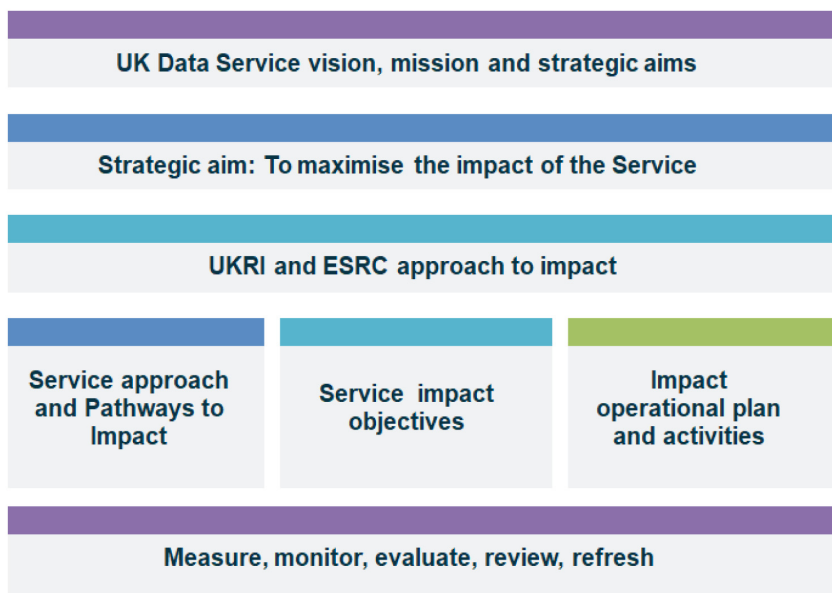 UK Data Service vision, mission and strategic aims
Strategic aim: To maximise the impact of the Service
UKRI and ESRC approach to impact
Service approach
and Pathways to
Impact
Service impact
objectives
Impact
operational plan
and activities
Measure, monitor, evaluate, review, refresh